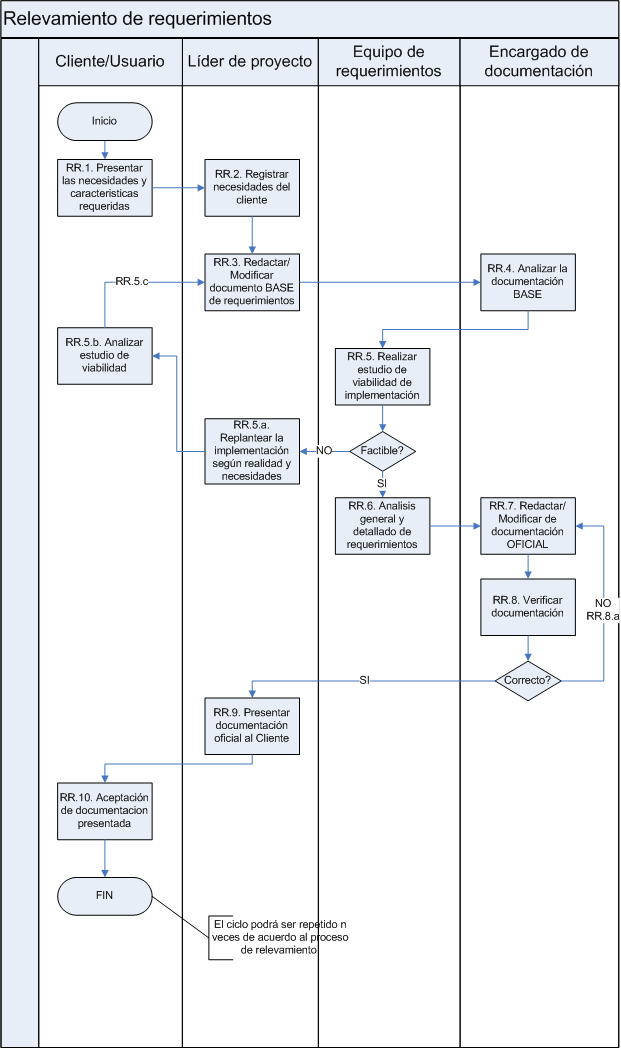 Relevamiento de requerimientos
Cliente/Usuario
Líder de proyecto
Equipo de
requerimientos
Encargado de
documentación
Inicio
RR.1. Presentar
las necesidades y
caracteristicas
requeridas
RR.2. Registrar
necesidades del
cliente
RR.3. Redactar/
Modificar
documento BASE
de requerimientos
RR.4. Analizar la
documentación
BASE
RR.5.c
RR.5.b. Analizar
estudio de
viabilidad
RR.5. Realizar
estudio de
viabilidad de
implementación
RR.5.a.
Replantear la
implementación
según realidad y
necesidades
NO
Factible?
SI
RR.6. Analisis
general y
detallado de
requerimientos
RR.7. Redactar/
Modificar de
documentación
OFICIAL
RR.8. Verificar
documentación
NO
RR.8.a
Correcto?
SI
RR.9. Presentar
documentación
oficial al Cliente
RR.10. Aceptación
de documentacion
presentada
FIN
El ciclo podrá ser repetido n
veces de acuerdo al proceso
de relevamiento